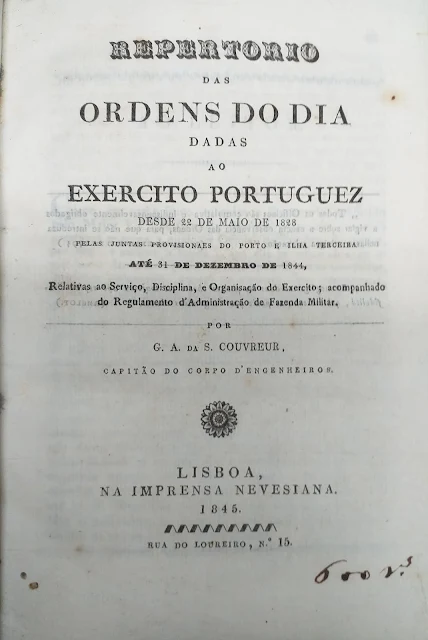 REPERTORIO
DAS
ORDENS DO DIA
DADAS
AO
EXERCITO PORTUGUEZ
DESDE 22 DE MAIO DE 1828
PELAS JUNTAS PROVISIONAES DO PORTO E ILHA TERCEIRA
ATÉ 31 DE DEZEMBRO DE 1844,
Relativas ao Serviço, Disciplina, e Organisação do Exercito; acompanhado
do Regulamento d'Administração de Fazenda Militar.
POR
G. A. DA S. COUVREUR,
CAPITÃO DO CORPO D'ENGENHEIROS.
LISBOA,
NA IMPRENSA NEVESIANA.
1845.
RUA DO LOUREIRO, N.º 15.
600 r.s